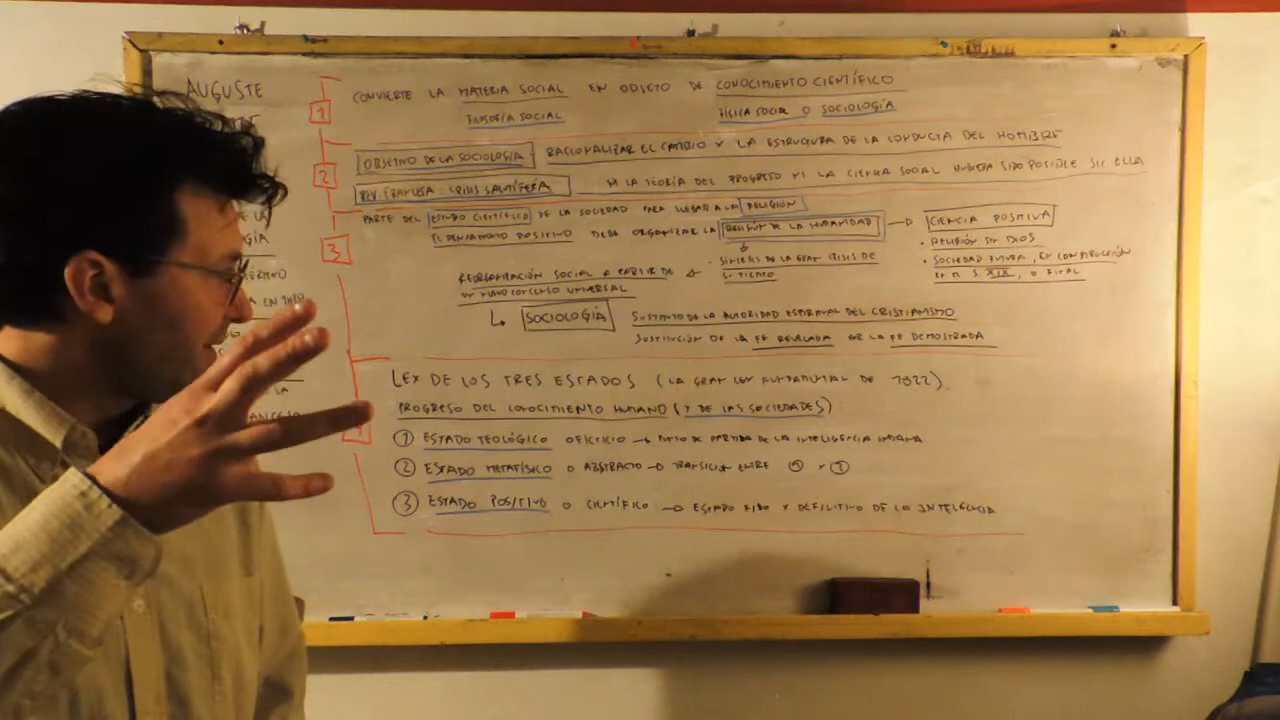 AUGUSTE
1
CONVIERTE LA MATERIA SOCIAL EN OBJETO DE CONOCIMIENTO CIENTÍFICO
FILOSOFÍA SOCIAL
FÍSICA SOCIAL O SOCIOLOGÍA
2
OBJETIVO DE LA SOCIOLOGÍA RACIONALIZAR EL CAMBIO Y LA ESTRUCTURA DE LA CONDUCTA DEL HOMBRE
REV. FRANCESA: CRISIS SALUTÍFERA NI LA TEORÍA DEL PROGRESO NI LA CIENCIA SOCIAL HUBIERA SIDO POSIBLE SIN ELLA
3
PARTE DEL ESTUDIO CIENTÍFICO DE LA SOCIEDAD PARA LLEGAR A LA RELIGIÓN
EL PENSAMIENTO POSITIVO DEBE ORGANIZAR LA RELIGIÓN DE LA HUMANIDAD → CIENCIA POSITIVA
• RELIGIÓN SIN DIOS
• SOCIEDAD FUTURA, EN CONSTRUCCIÓN
EN EL S XIX, O FINAL
• SÍNTESIS DE LA GRAN CRISIS DE
SU TIEMPO
REORGANIZACIÓN SOCIAL A PARTIR DE
UN NUEVO CONSENSO UNIVERSAL
SOCIOLOGÍA
SUSTITUTO DE LA AUTORIDAD ESPIRITUAL DEL CRISTIANISMO
SUSTITUCIÓN DE LA FE REVELADA POR LA FE DEMOSTRADA
LEY DE LOS TRES ESTADOS (LA GRAN LEY FUNDAMENTAL DE 1822).
PROGRESO DEL CONOCIMIENTO HUMANO (Y DE LAS SOCIEDADES)
1 ESTADO TEOLÓGICO O FICTICIO → PUNTO DE PARTIDA DE LA INTELIGENCIA HUMANA
2 ESTADO METAFÍSICO O ABSTRACTO → TRANSICIÓN ENTRE 1 Y 3
3 ESTADO POSITIVO O CIENTÍFICO → ESTADO FIJO Y DEFINITIVO DE LA INTELIGENCIA